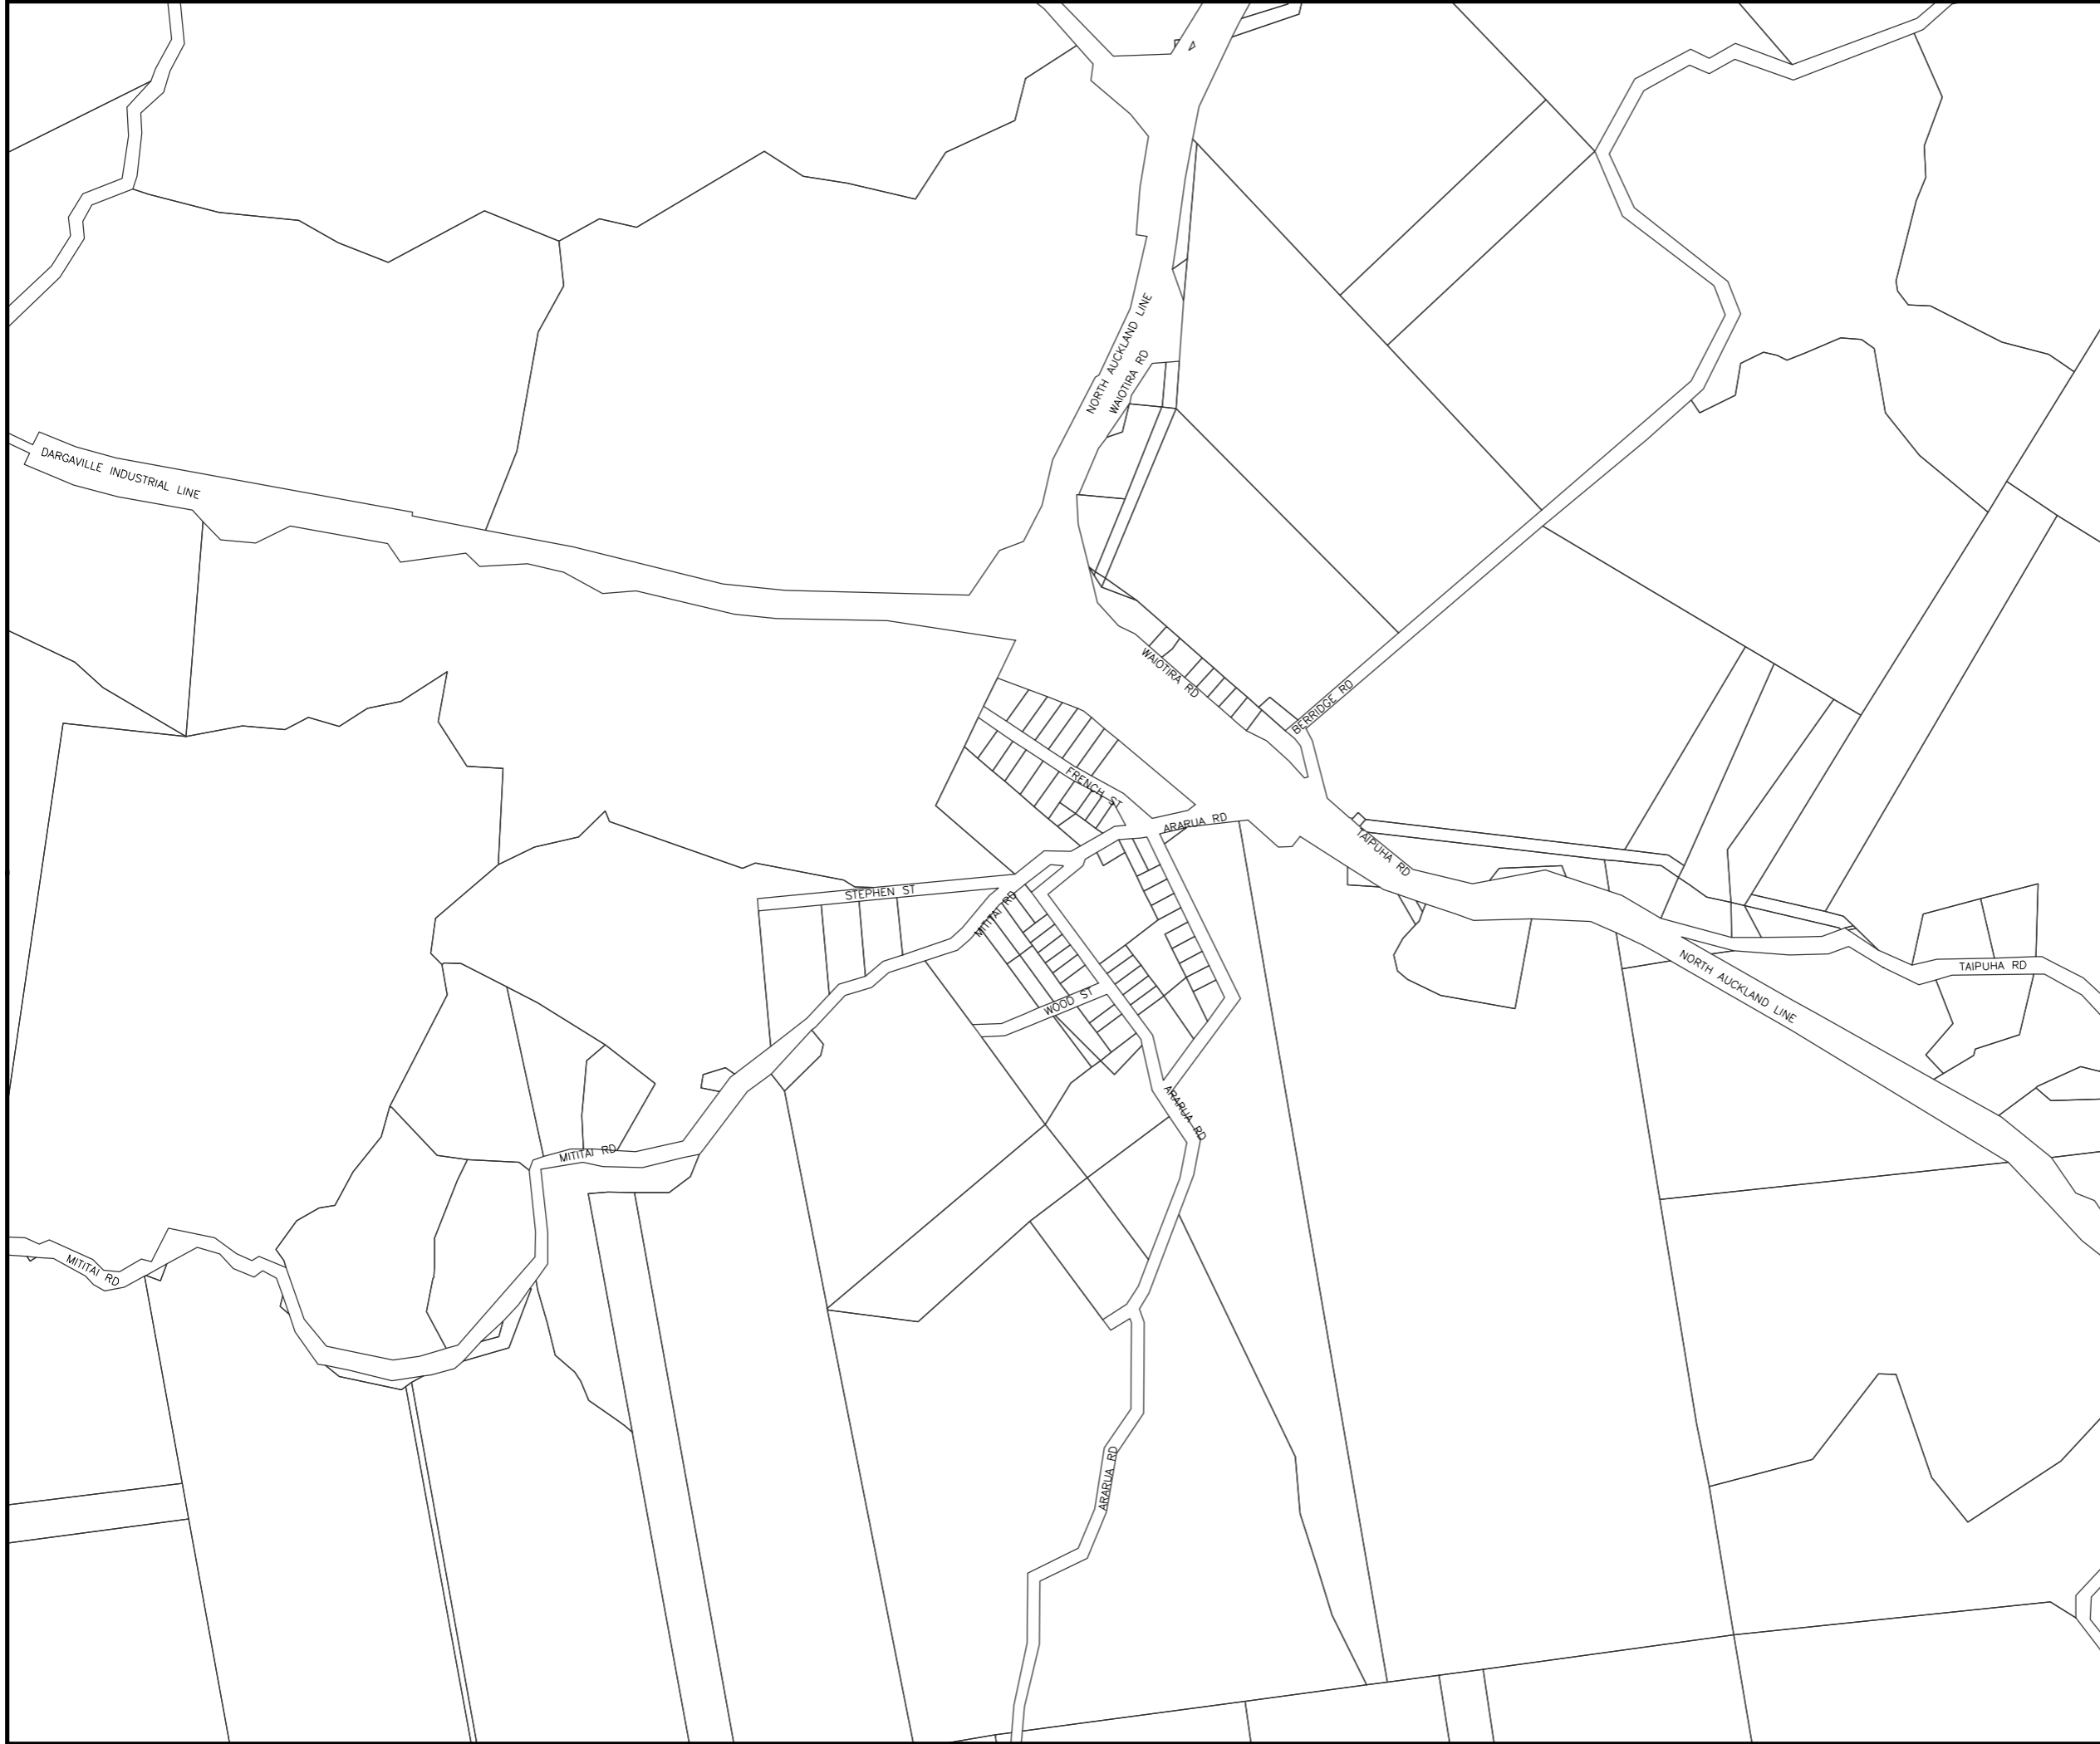 NORTH AUCKLAND LINE
WAIOTIRA RD
DARGAVILLE INDUSTRIAL LINE
WAIOTIRA RD
BERRIDGE RD
FRENCH ST
ARARUA RD
TAIPUHA RD
STEPHEN ST
MITITAI RD
TAIPUHA RD
NORTH AUCKLAND LINE
WOOD ST
ARARUA RD
MITITAI RD
MITITAI RD
ARARUA RD